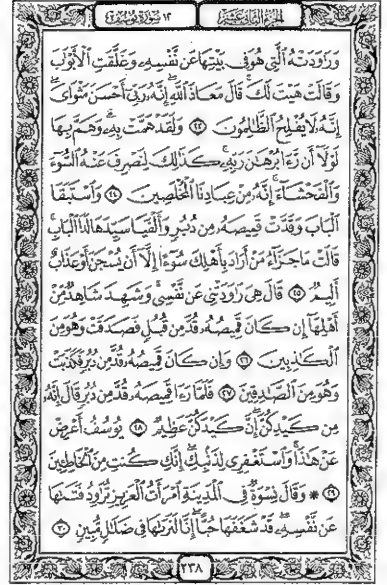 الجزء الثاني عشر
١٢ سورة يوسف
وَرَٰوَدَتْهُ ٱلَّتِى هُوَ فِى بَيْتِهَا عَن نَّفْسِهِۦ وَغَلَّقَتِ ٱلْأَبْوَٰبَ
وَقَالَتْ هَيْتَ لَكَ ۚ قَالَ مَعَاذَ ٱللَّهِ ۖ إِنَّهُۥ رَبِّىٓ أَحْسَنَ مَثْوَاىَ ۖ
إِنَّهُۥ لَا يُفْلِحُ ٱلظَّٰلِمُونَ ٢٣ وَلَقَدْ هَمَّتْ بِهِۦ ۖ وَهَمَّ بِهَا
لَوْلَآ أَن رَّءَا بُرْهَٰنَ رَبِّهِۦ ۚ كَذَٰلِكَ لِنَصْرِفَ عَنْهُ ٱلسُّوٓءَ
وَٱلْفَحْشَآءَ ۚ إِنَّهُۥ مِنْ عِبَادِنَا ٱلْمُخْلَصِينَ ٢٤ وَٱسْتَبَقَا
ٱلْبَابَ وَقَدَّتْ قَمِيصَهُۥ مِن دُبُرٍ وَأَلْفَيَا سَيِّدَهَا لَدَا ٱلْبَابِ ۚ
قَالَتْ مَا جَزَآءُ مَنْ أَرَادَ بِأَهْلِكَ سُوٓءًا إِلَّآ أَن يُسْجَنَ أَوْ عَذَابٌ
أَلِيمٌ ٢٥ قَالَ هِىَ رَٰوَدَتْنِى عَن نَّفْسِى ۚ وَشَهِدَ شَاهِدٌ مِّنْ
أَهْلِهَآ إِن كَانَ قَمِيصُهُۥ قُدَّ مِن قُبُلٍ فَصَدَقَتْ وَهُوَ مِنَ
ٱلْكَٰذِبِينَ ٢٦ وَإِن كَانَ قَمِيصُهُۥ قُدَّ مِن دُبُرٍ فَكَذَبَتْ
وَهُوَ مِنَ ٱلصَّٰدِقِينَ ٢٧ فَلَمَّا رَءَا قَمِيصَهُۥ قُدَّ مِن دُبُرٍ قَالَ إِنَّهُۥ
مِن كَيْدِكُنَّ ۖ إِنَّ كَيْدَكُنَّ عَظِيمٌ ٢٨ يُوسُفُ أَعْرِضْ
عَنْ هَٰذَا ۚ وَٱسْتَغْفِرِى لِذَنۢبِكِ ۖ إِنَّكِ كُنتِ مِنَ ٱلْخَاطِـِٔينَ
٢٩ ۞ وَقَالَ نِسْوَةٌ فِى ٱلْمَدِينَةِ ٱمْرَأَتُ ٱلْعَزِيزِ تُرَٰوِدُ فَتَىٰهَا
عَن نَّفْسِهِۦ ۖ قَدْ شَغَفَهَا حُبًّا ۖ إِنَّا لَنَرَىٰهَا فِى ضَلَٰلٍ مُّبِينٍ ٣٠
٢٣٨